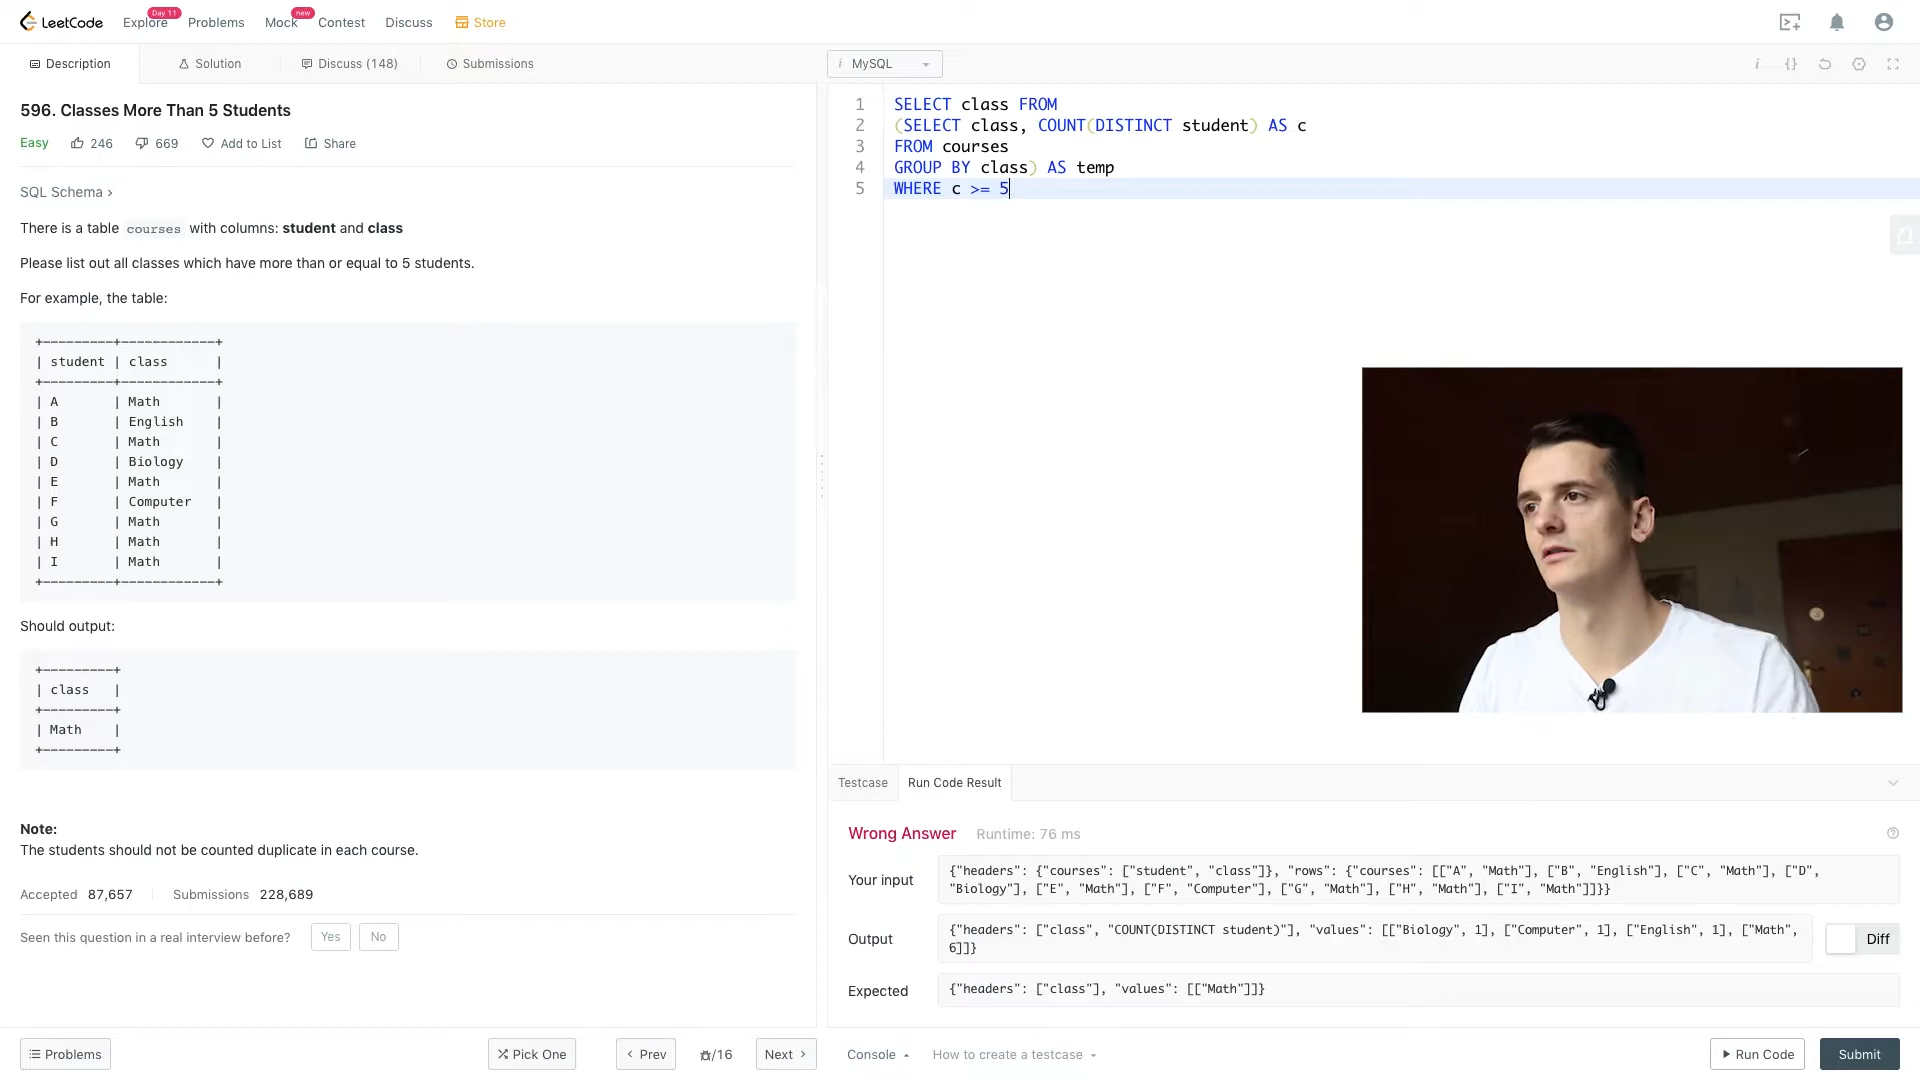 LeetCode
Explore
Day 11
Problems
Mock
new
Contest
Discuss
Store
Description
Solution
Discuss (148)
Submissions
596. Classes More Than 5 Students
Easy 246 669 Add to List Share
SQL Schema >
There is a table courses with columns: student and class
Please list out all classes which have more than or equal to 5 students.
For example, the table:
+---------+------------+
| student | class      |
+---------+------------+
| A       | Math       |
| B       | English    |
| C       | Math       |
| D       | Biology    |
| E       | Math       |
| F       | Computer   |
| G       | Math       |
| H       | Math       |
| I       | Math       |
+---------+------------+
Should output:
+---------+
| class   |
+---------+
| Math    |
+---------+
Note:
The students should not be counted duplicate in each course.
Accepted 87,657 Submissions 228,689
Seen this question in a real interview before? Yes No
Problems
Pick One
< Prev
/16
Next >
i MySQL
i {}
1 SELECT class FROM
2 (SELECT class, COUNT(DISTINCT student) AS c
3 FROM courses
4 GROUP BY class) AS temp
5 WHERE c >= 5
Testcase
Run Code Result
Wrong Answer Runtime: 76 ms
Your input
{"headers": {"courses": ["student", "class"]}, "rows": {"courses": [["A", "Math"], ["B", "English"], ["C", "Math"], ["D",
"Biology"], ["E", "Math"], ["F", "Computer"], ["G", "Math"], ["H", "Math"], ["I", "Math"]]}}
Output
{"headers": ["class", "COUNT(DISTINCT student)"], "values": [["Biology", 1], ["Computer", 1], ["English", 1], ["Math",
6]]}
Diff
Expected
{"headers": ["class"], "values": [["Math"]]}
Console
How to create a testcase
Run Code
Submit